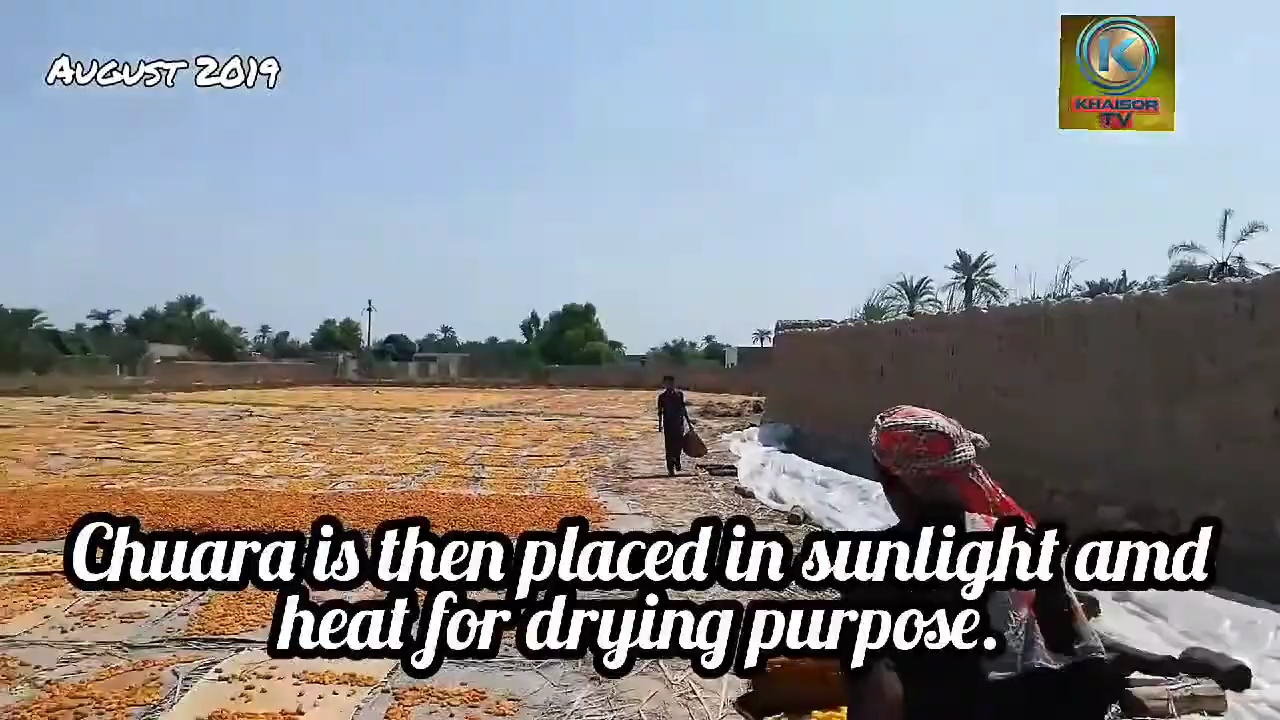 August 2019
K
KHAISOR
TV
Chuara is then placed in sunlight amd
heat for drying purpose.